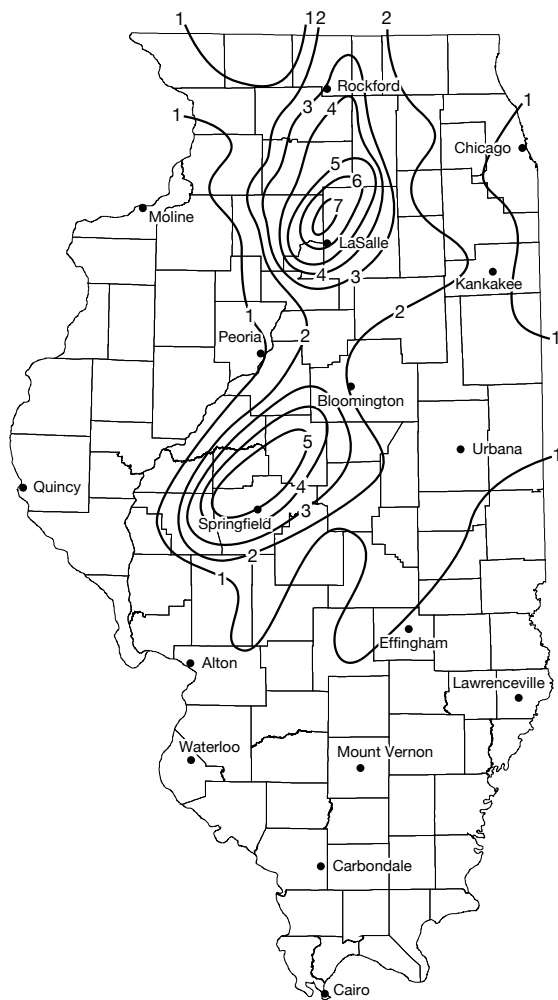 1
1 2
2
Rockford
3
4
1
1
Chicago
5
6
7
Moline
LaSalle
4
3
Kankakee
1
2
1
Peoria
2
Bloomington
5
Urbana
1
4
Quincy
3
Springfield
2
1
Effingham
Alton
Lawrenceville
Waterloo
Mount Vernon
Carbondale
Cairo